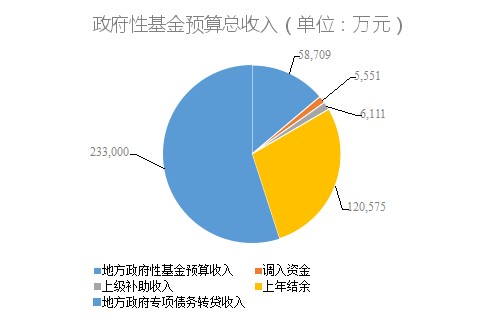 政府性基金预算总收入（单位：万元）
58,709
5,551
6,111
233,000
120,575
地方政府性基金预算收入 调入资金
上级补助收入 上年结余
地方政府专项债务转贷收入